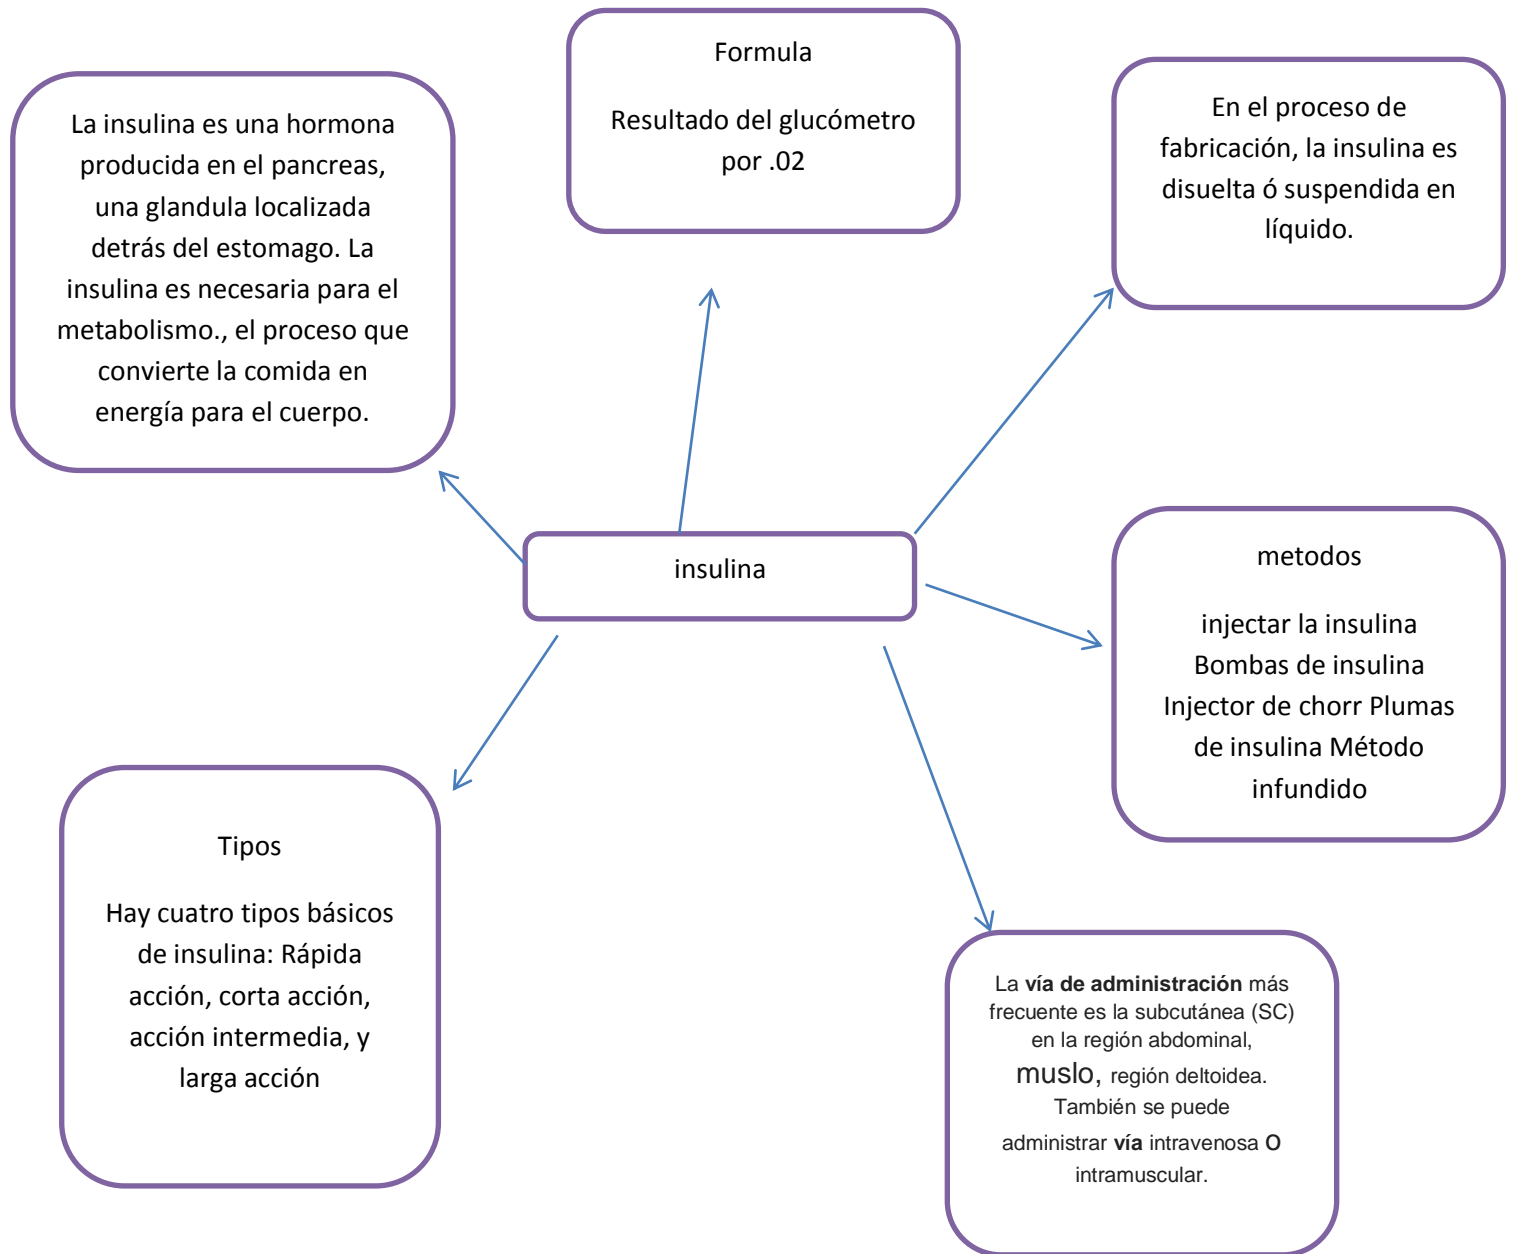 Formula
Resultado del glucómetro
por .02
La insulina es una hormona
producida en el pancreas,
una glandula localizada
detrás del estomago. La
insulina es necesaria para el
metabolismo., el proceso que
convierte la comida en
energía para el cuerpo.
En el proceso de
fabricación, la insulina es
disuelta ó suspendida en
líquido.
insulina
metodos
injectar la insulina
Bombas de insulina
Injector de chorr Plumas
de insulina Método
infundido
Tipos
Hay cuatro tipos básicos
de insulina: Rápida
acción, corta acción,
acción intermedia, y
larga acción
La vía de administración más
frecuente es la subcutánea (SC)
en la región abdominal,
muslo, región deltoidea.
También se puede
administrar vía intravenosa O
intramuscular.